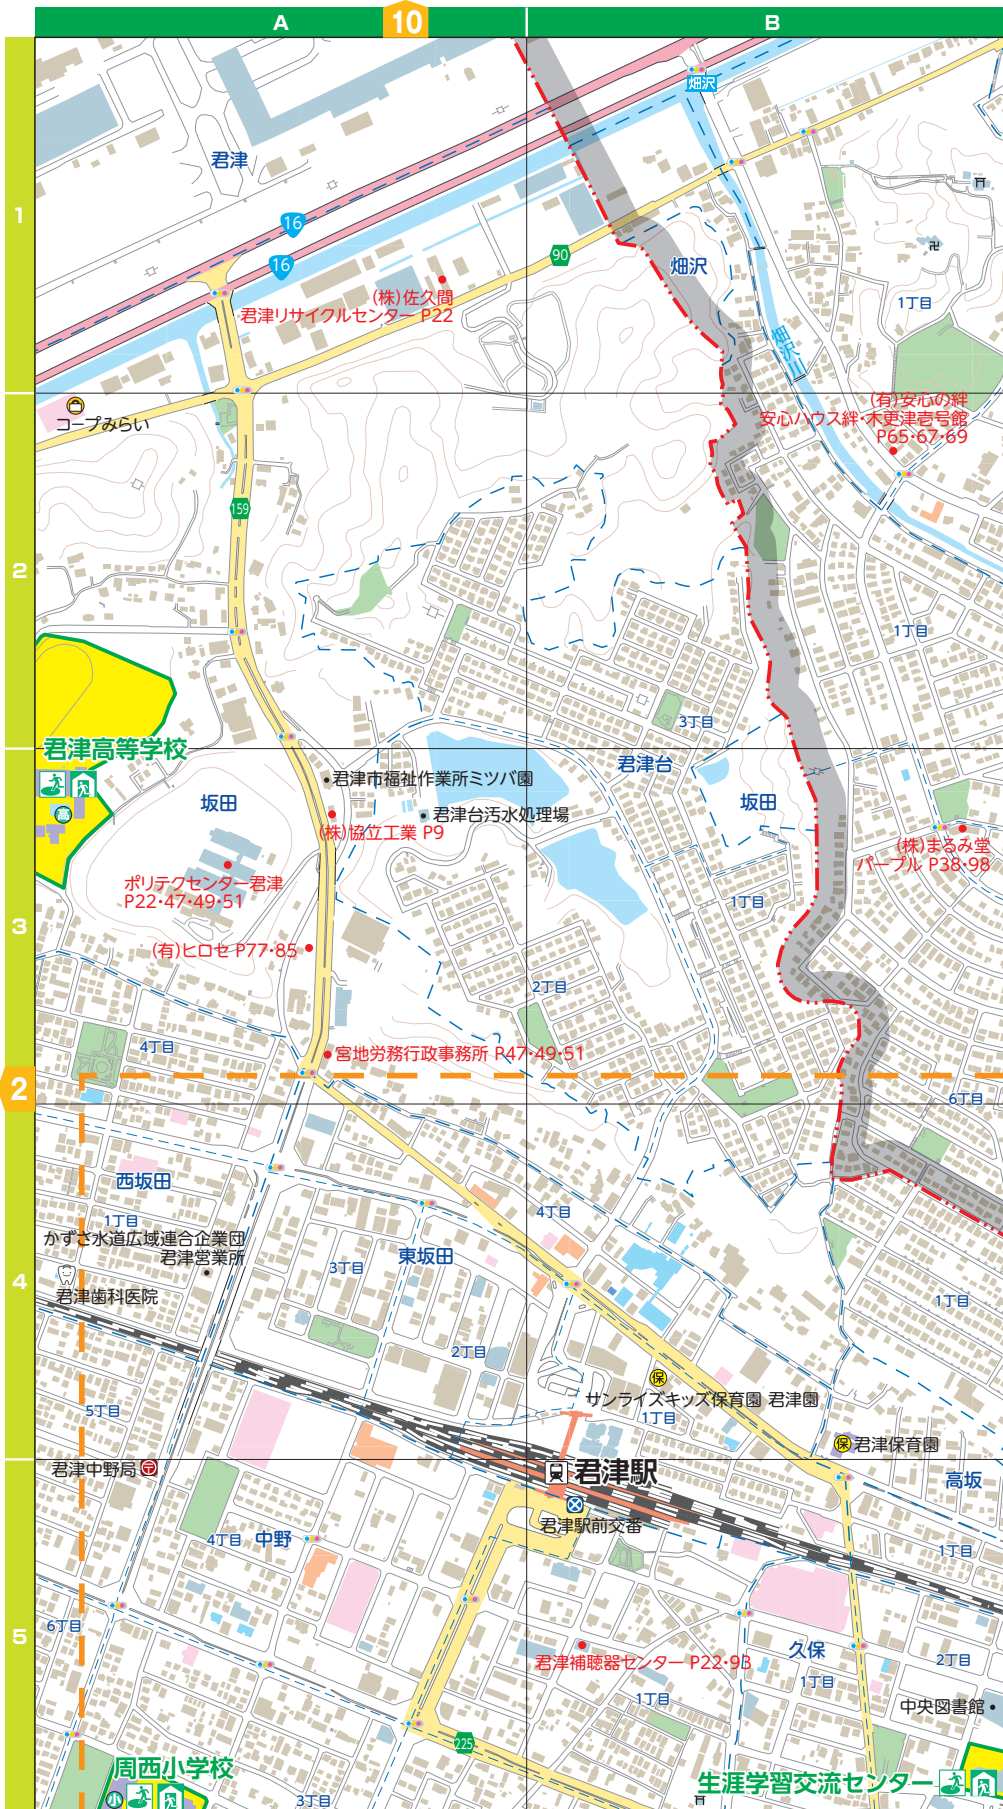 A
10
B
1
2
3
2
4
5
畑沢
君津
16
16
90
畑沢
1丁目
(株)佐久間
君津リサイクルセンター P22
畑沢川
コープみらい
(有)安心の絆
安心ハウス絆・木更津壱号館
P65・67・69
159
1丁目
3丁目
君津高等学校
君津市福祉作業所ミツバ園
君津台
坂田
坂田
高
君津台汚水処理場
(株)協立工業 P9
(株)まるみ堂
パープル P38・98
ポリテクセンター君津
P22・47・49・51
1丁目
(有)ヒロセ P77・85
2丁目
4丁目
宮地労務行政事務所 P47・49・51
6丁目
西坂田
1丁目
4丁目
かずさ水道広域連合企業団
君津営業所
東坂田
3丁目
君津歯科医院
1丁目
2丁目
保
サンライズキッズ保育園 君津園
5丁目
1丁目
保
君津保育園
君津中野局
君津駅
高坂
君津駅前交番
4丁目
中野
1丁目
6丁目
久保
君津補聴器センター P22・93
2丁目
1丁目
1丁目
中央図書館
225
周西小学校
生涯学習交流センター
小
3丁目